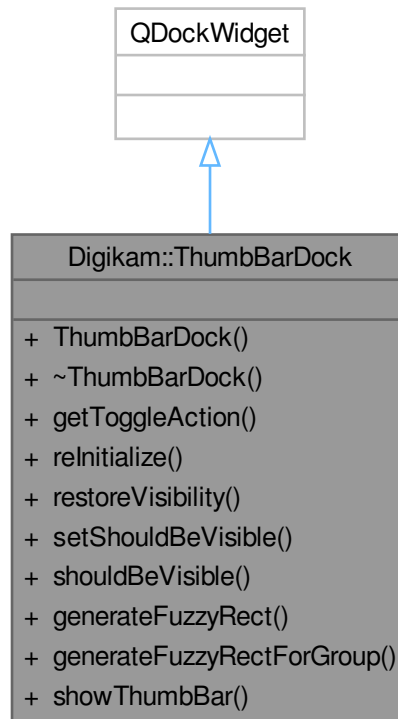 QDockWidget
Digikam::ThumbBarDock
+ ThumbBarDock()
+ ~ThumbBarDock()
+ getToggleAction()
+ reInitialize()
+ restoreVisibility()
+ setShouldBeVisible()
+ shouldBeVisible()
+ generateFuzzyRect()
+ generateFuzzyRectForGroup()
+ showThumbBar()